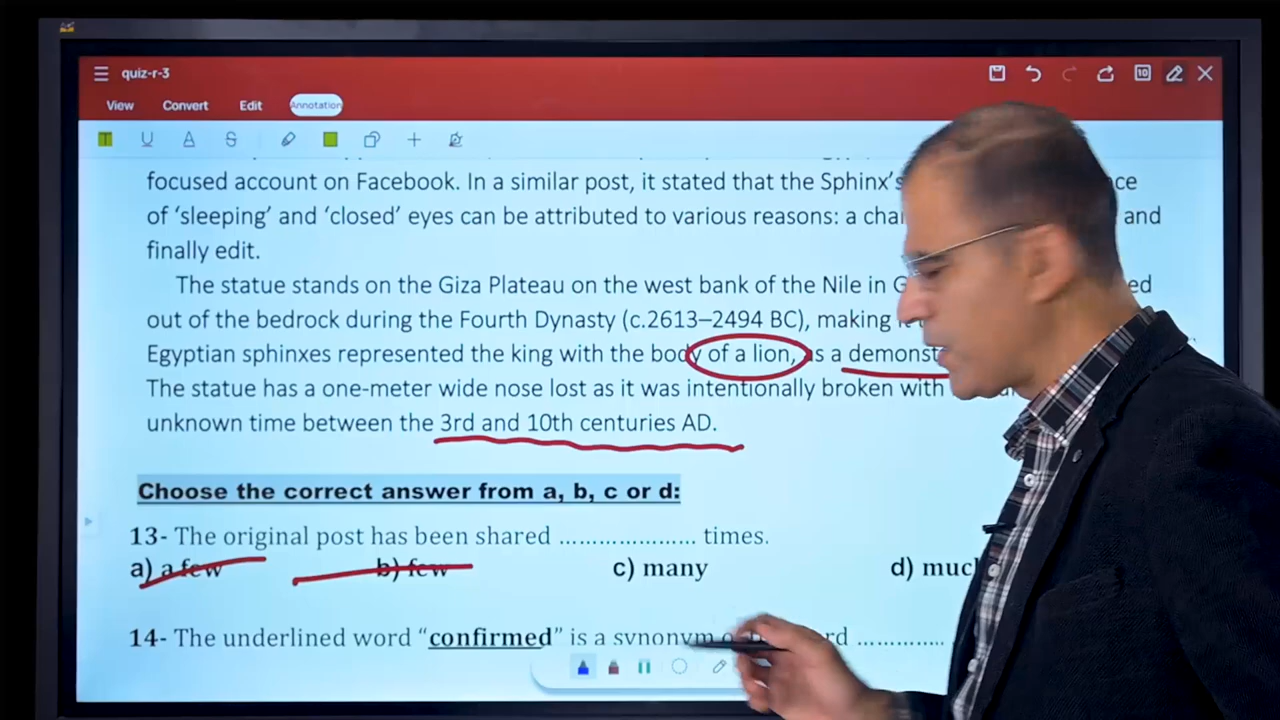 quiz-r-3
View Convert Edit Annotation
focused account on Facebook. In a similar post, it stated that the Sphinx's
of 'sleeping' and 'closed' eyes can be attributed to various reasons: a and
finally edit.
The statue stands on the Giza Plateau on the west bank of the Nile in
out of the bedrock during the Fourth Dynasty (c.2613–2494 BC), making
Egyptian sphinxes represented the king with the body of a lion, as a
The statue has a one-meter wide nose lost as it was intentionally broken with
unknown time between the 3rd and 10th centuries AD.
Choose the correct answer from a, b, c or d:
13- The original post has been shared ..................... times.
a) a few b) few c) many d)
14- The underlined word "confirmed" is a synonym ..............